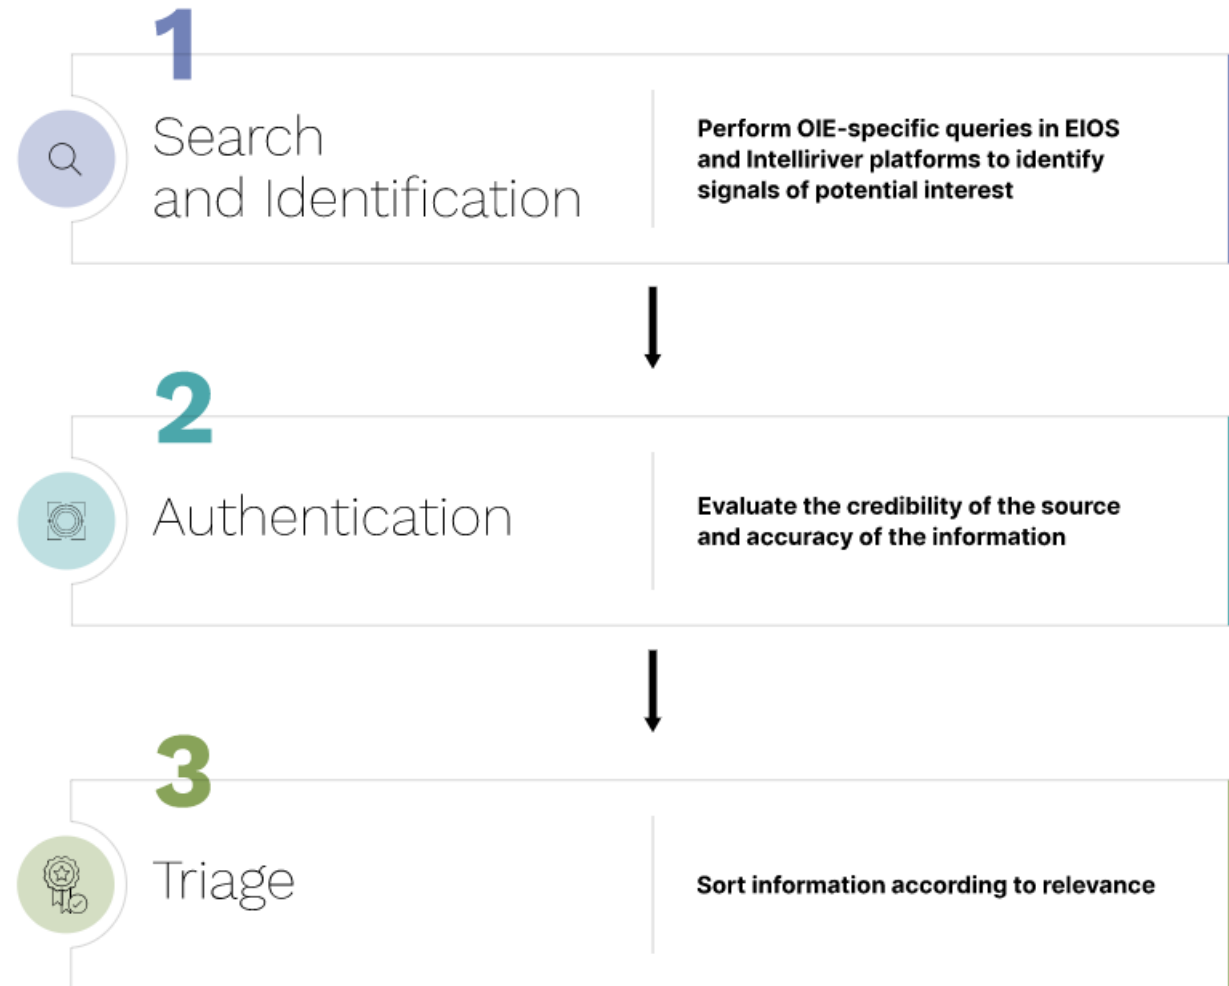 1
Search
and Identification
Perform OIE-specific queries in EIOS
and Intelliriver platforms to identify
signals of potential interest
2
Authentication
Evaluate the credibility of the source
and accuracy of the information
3
Triage
Sort information according to relevance